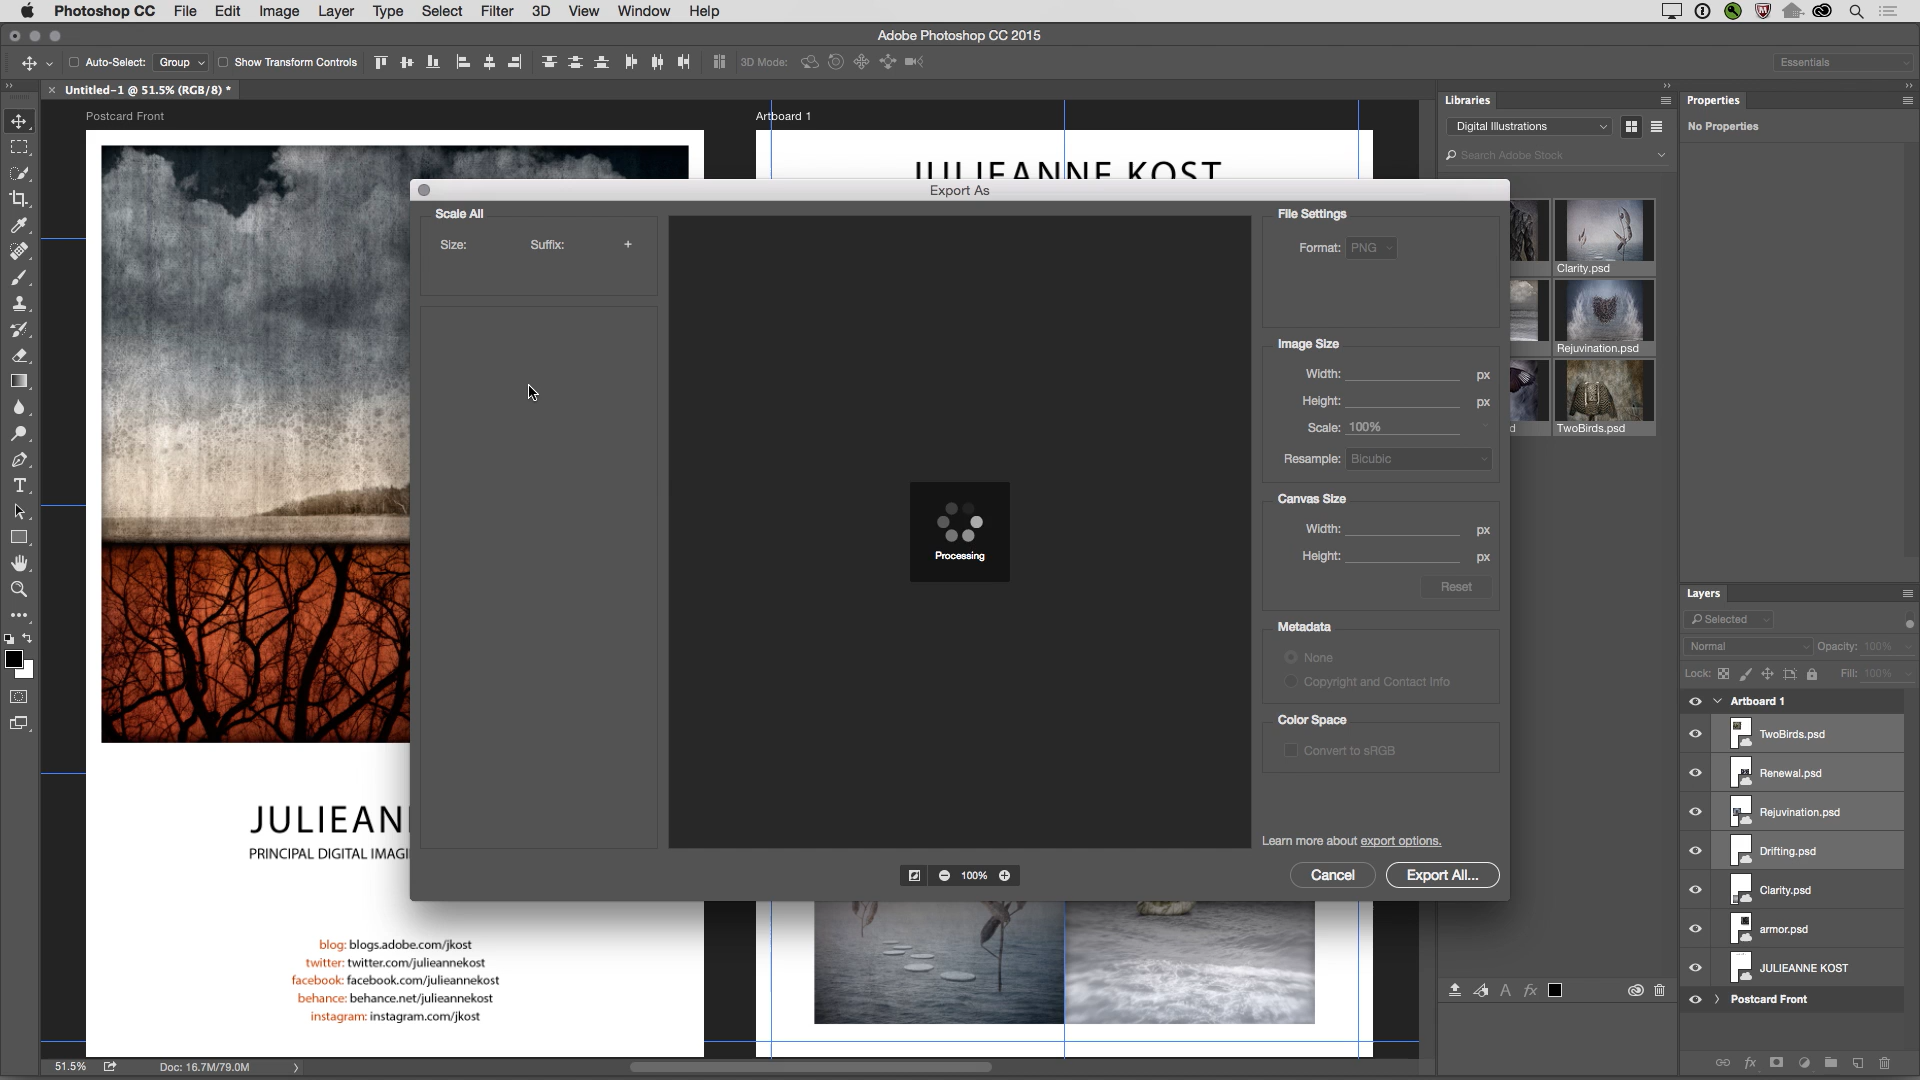 Photoshop CC File Edit Image Layer Type Select Filter 3D View Window Help
Adobe Photoshop CC 2015
Auto-Select: Group Show Transform Controls 3D Mode: Essentials
Untitled-1 @ 51.5% (RGB/8) *
Postcard Front
Artboard 1
JULIEANNE KOST
Export As
Scale All
Size: Suffix: +
Processing
100%
File Settings
Format: PNG
Image Size
Width: px
Height: px
Scale: 100%
Resample: Bicubic
Canvas Size
Width: px
Height: px
Reset
Metadata
None
Copyright and Contact Info
Color Space
Convert to sRGB
Learn more about export options.
Cancel Export All...
PRINCIPAL DIGITAL IMAGI
blog: blogs.adobe.com/jkost
twitter: twitter.com/julieannekost
facebook: facebook.com/julieannekost
behance: behance.net/julieannekost
instagram: instagram.com/jkost
51.5% Doc: 16.7M/79.0M
Libraries
Digital Illustrations
Search Adobe Stock
Clarity.psd
Rejuvination.psd
d TwoBirds.psd
Properties
No Properties
Layers
Selected
Normal Opacity: 100%
Lock: Fill: 100%
Artboard 1
TwoBirds.psd
Renewal.psd
Rejuvination.psd
Drifting.psd
Clarity.psd
armor.psd
JULIEANNE KOST
Postcard Front